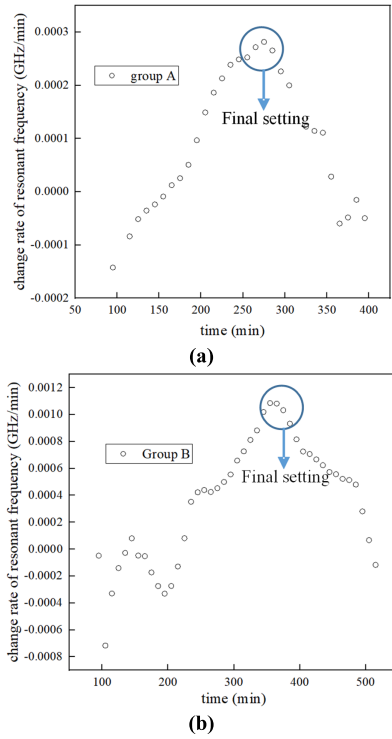 change rate of resonant frequency (GHz/min)
0.0003
0.0002
0.0001
0.0000
-0.0001
-0.0002
group A
Final setting
50 100 150 200 250 300 350 400
time (min)
(a)
change rate of resonant frequency (GHz/min)
0.0012
0.0010
0.0008
0.0006
0.0004
0.0002
0.0000
-0.0002
-0.0004
-0.0006
-0.0008
Group B
Final setting
100 200 300 400 500
time (min)
(b)